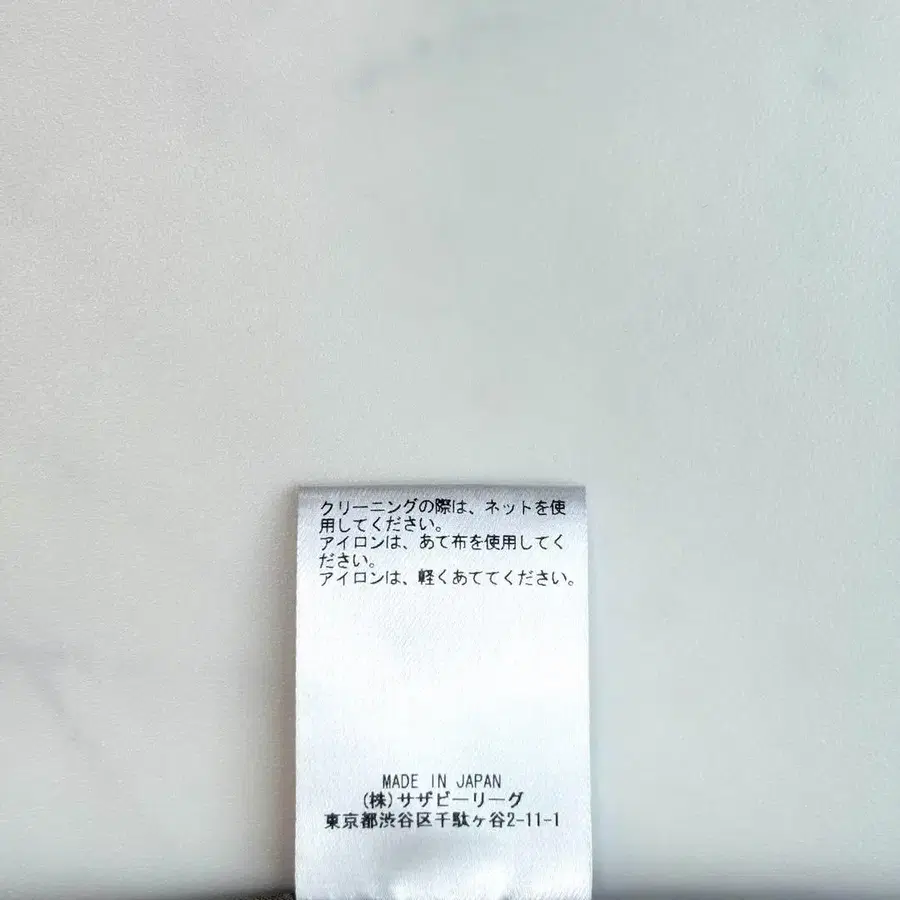 クリーニングの際は、ネットを使
用してください。
アイロンは、あて布を使用してく
ださい。
アイロンは、軽くあててください。
MADE IN JAPAN
(株)サザビーリーグ
東京都渋谷区千駄ヶ谷2-11-1